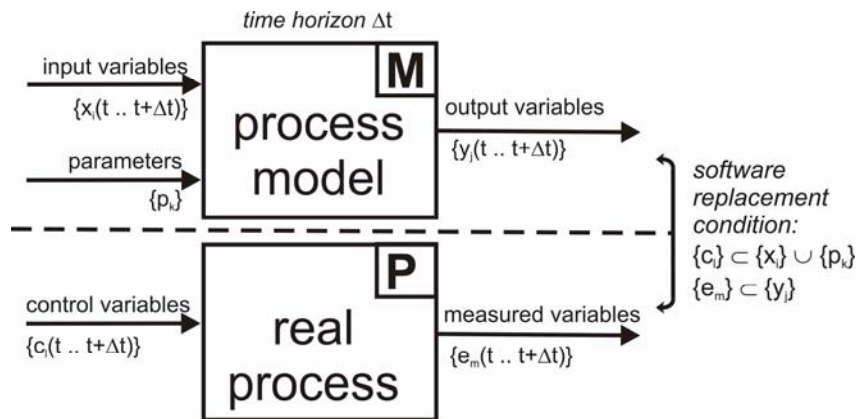 time horizon Δt
input variables
{xᵢ(t .. t+Δt)}
parameters
{pₖ}
M
process
model
output variables
{yⱼ(t .. t+Δt)}
software
replacement
condition:
{cₗ} ⊂ {xᵢ} ∪ {pₖ}
{eₘ} ⊂ {yⱼ}
control variables
{cₗ(t .. t+Δt)}
P
real
process
measured variables
{eₘ(t .. t+Δt)}